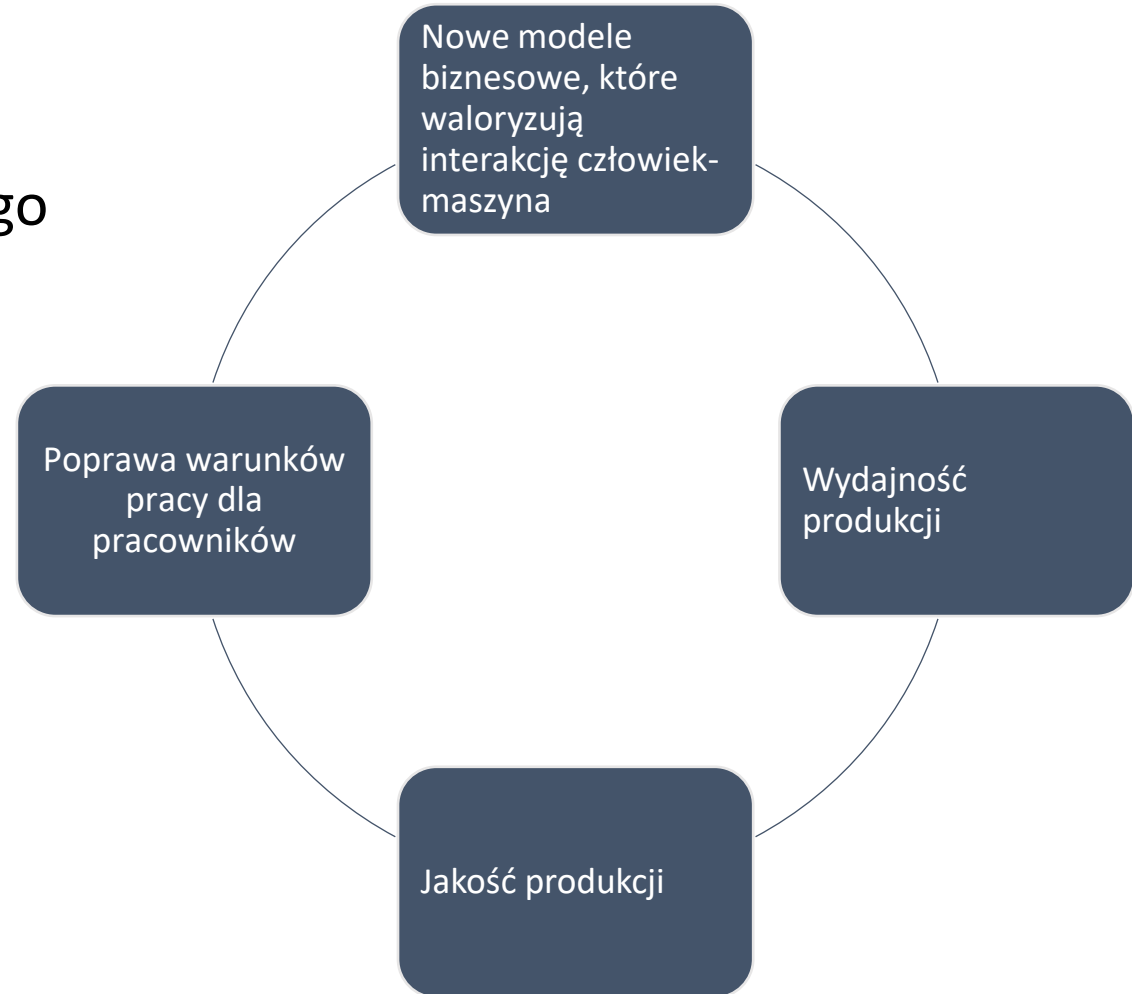 Nowe modele
biznesowe, które
waloryzują
interakcję człowiek-
maszyna
go
Poprawa warunków
pracy dla
pracowników
Wydajność
produkcji
Jakość produkcji